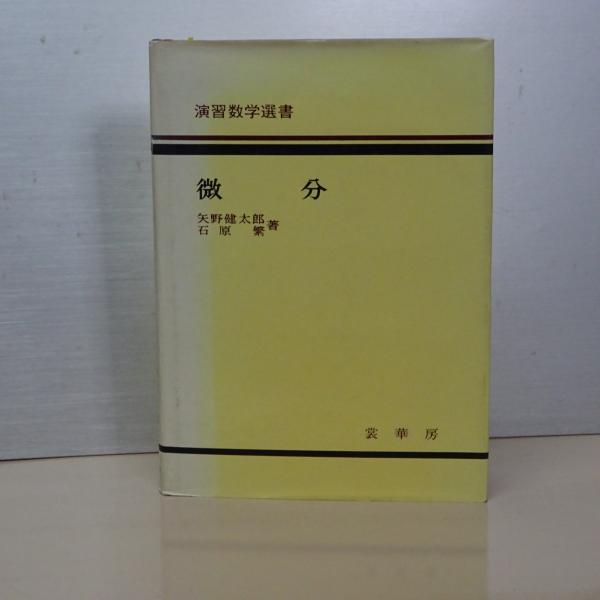 演習数学選書
微分
矢野健太郎
石原繁 著
裳華房